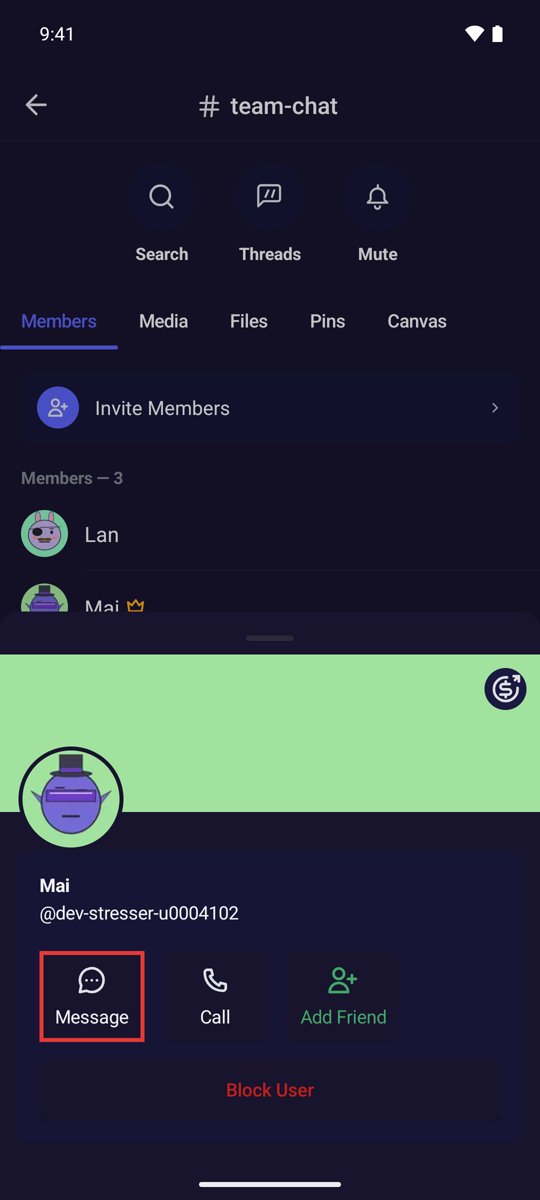 9:41
# team-chat
Search Threads Mute
Members Media Files Pins Canvas
Invite Members
Members — 3
Lan
Mai
Mai
@dev-stresser-u0004102
Message Call Add Friend
Block User